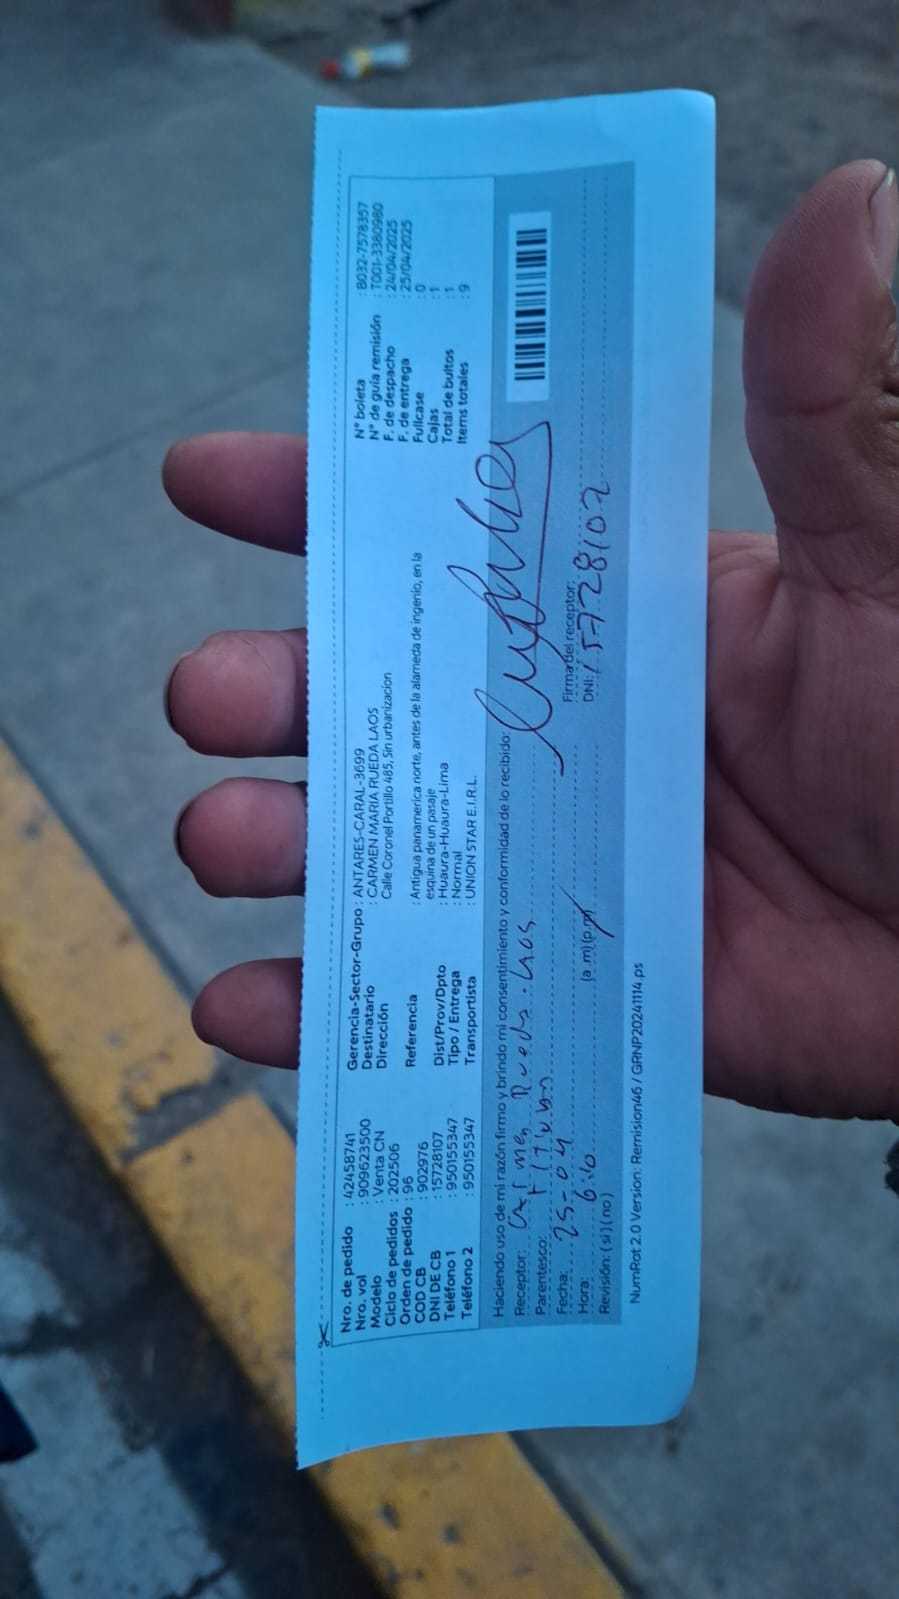 Nro. de pedido : 42458741
Nro. vol : 909623500
Modelo : Venta CN
Ciclo de pedidos : 202506
Orden de pedido : 96
COD CB : 902976
DNI DE CB : 15728107
Teléfono 1 : 950155347
Teléfono 2 : 950155347
Gerencia-Sector-Grupo : ANTARES-CARAL-3699
Destinatario : CARMEN MARIA RUEDA LAOS
Dirección Calle Coronel Portillo 485, Sin urbanizacion
Referencia : Antigua panamerica norte, antes de la alameda de ingenio, en la
esquina de un pasaje
Dist/Prov/Dpto : Huaura-Huaura-Lima
Tipo / Entrega : Normal
Transportista : UNION STAR E.I.R.L.
N° boleta : B032-7578357
N° de guía remisión : T001-3380980
F. de despacho : 24/04/2025
F. de entrega : 25/04/2025
Fullcase : 0
Cajas : 1
Total de bultos : 1
Items totales : 9
Haciendo uso de mi razón firmo y brindo mi consentimiento y conformidad de lo recibido:
Receptor: Carmen Rueda Laos
Parentesco:
Fecha: 25-04
Hora: 6:10 (a m)(p m)
Revisión: (si)(no)
Firma del receptor:
DNI: 15728107
NumRot 2.0 Version: Remision46 / GRNP20241114.ps